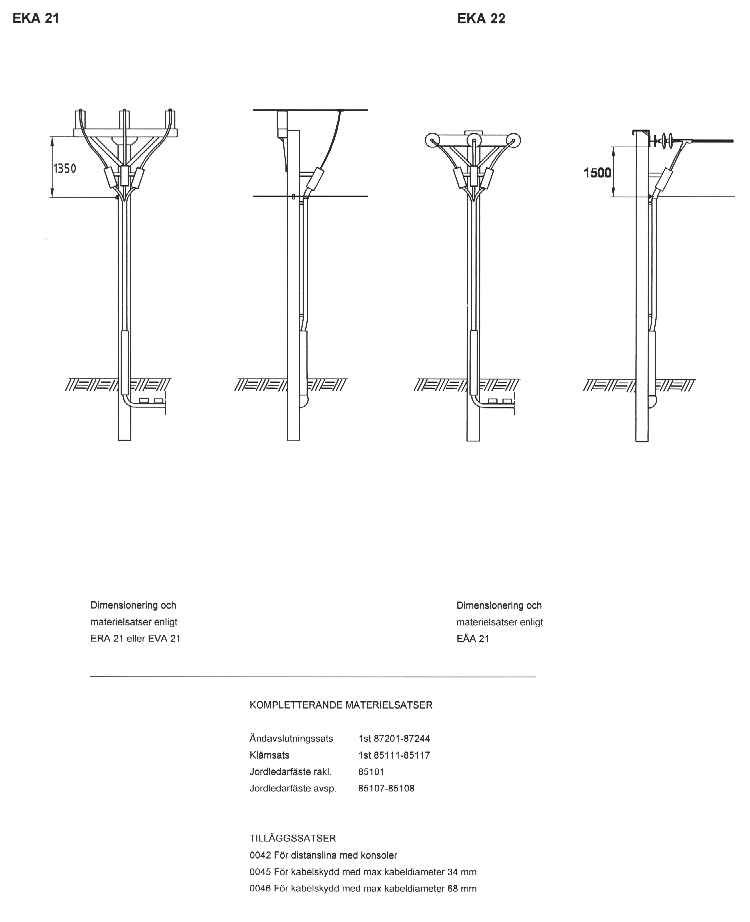 EKA 21
EKA 22
1350
1500
Dimensionering och
materielsatser enligt
ERA 21 eller EVA 21
Dimensionering och
materielsatser enligt
EÄA 21
KOMPLETTERANDE MATERIELSATSER
Ändavslutningssats 1st 87201-87244
Klämsats 1st 85111-85117
Jordledarfäste rakl. 85101
Jordledarfäste avsp. 85107-85108
TILLÄGGSSATSER
0042 För distanslina med konsoler
0045 För kabelskydd med max kabeldiameter 34 mm
0046 För kabelskydd med max kabeldiameter 68 mm